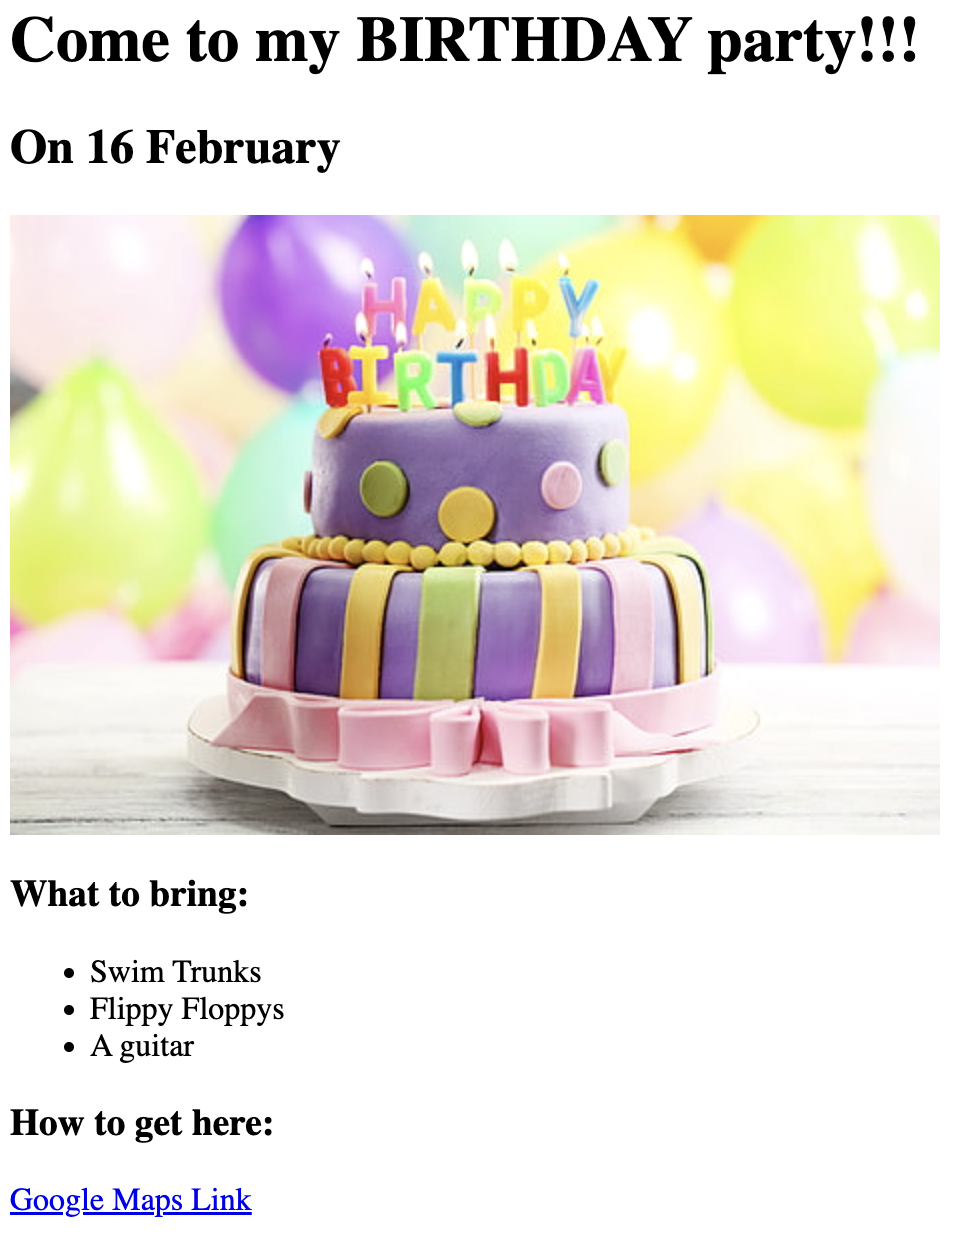 Come to my BIRTHDAY party!!!
On 16 February
HAPPY
BIRTHDAY
What to bring:
• Swim Trunks
• Flippy Floppys
• A guitar
How to get here:
Google Maps Link